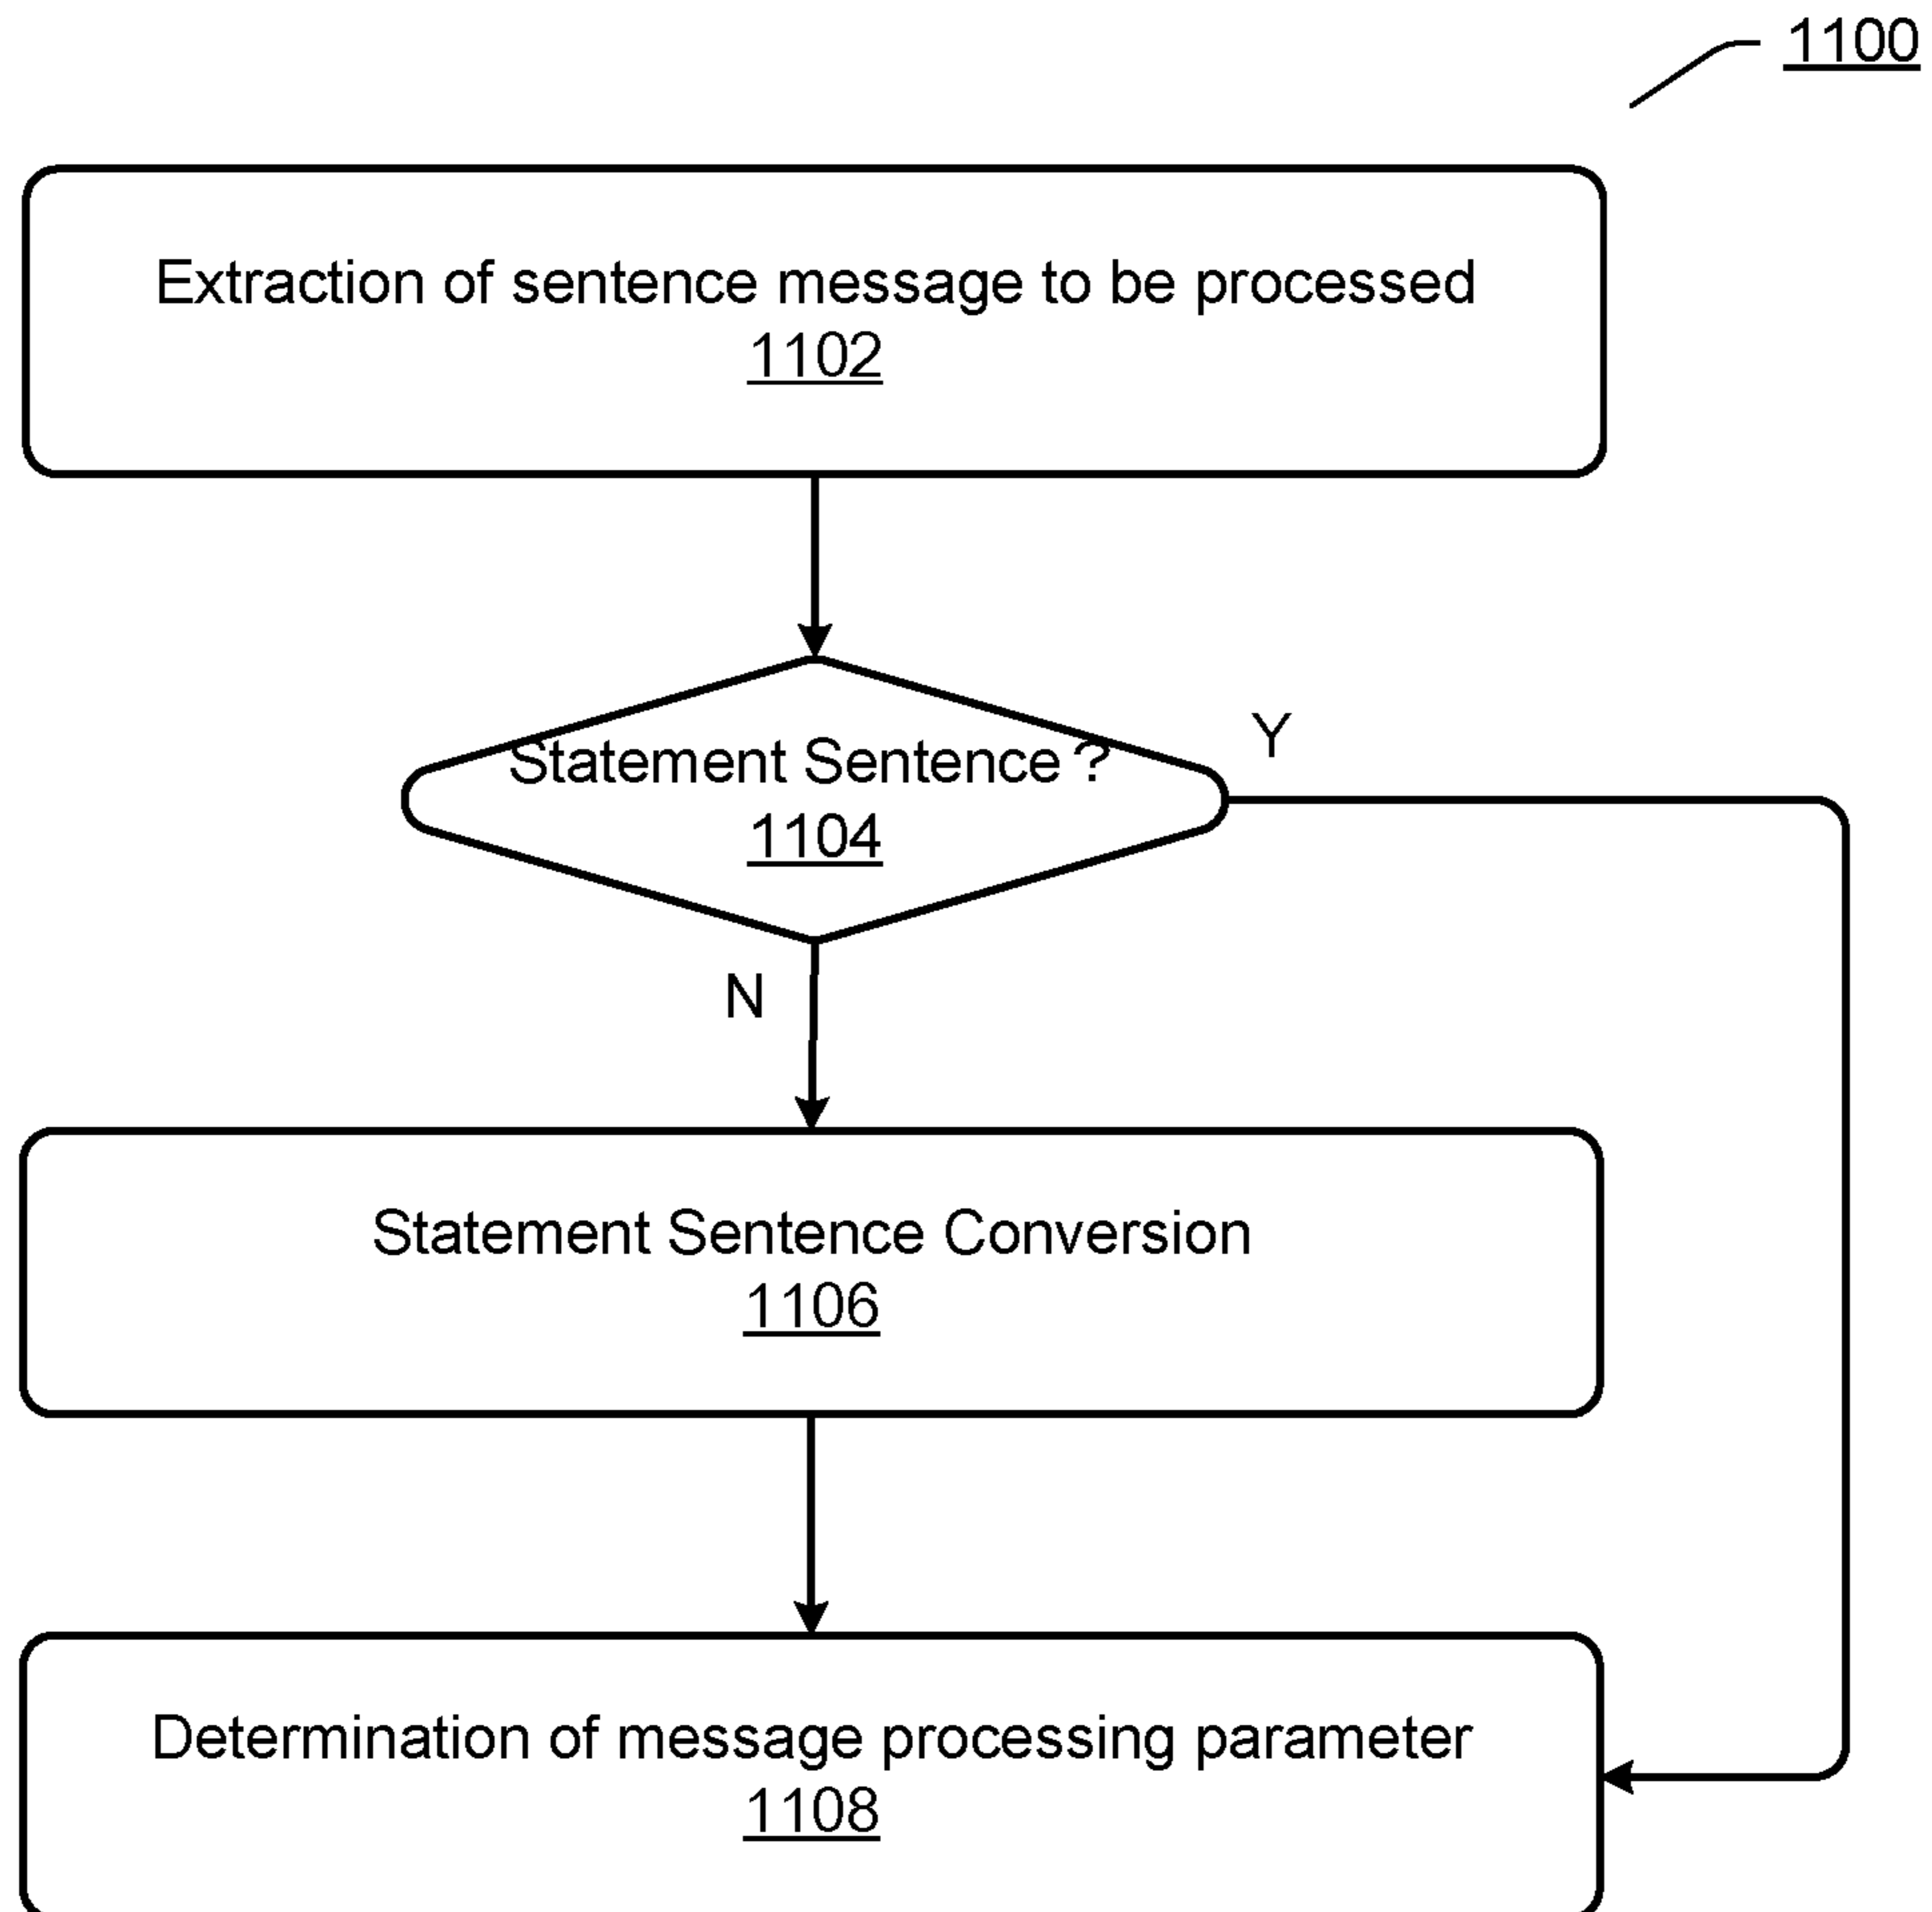 1100
Extraction of sentence message to be processed
1102
Statement Sentence ?
1104
Y
N
Statement Sentence Conversion
1106
Determination of message processing parameter
1108